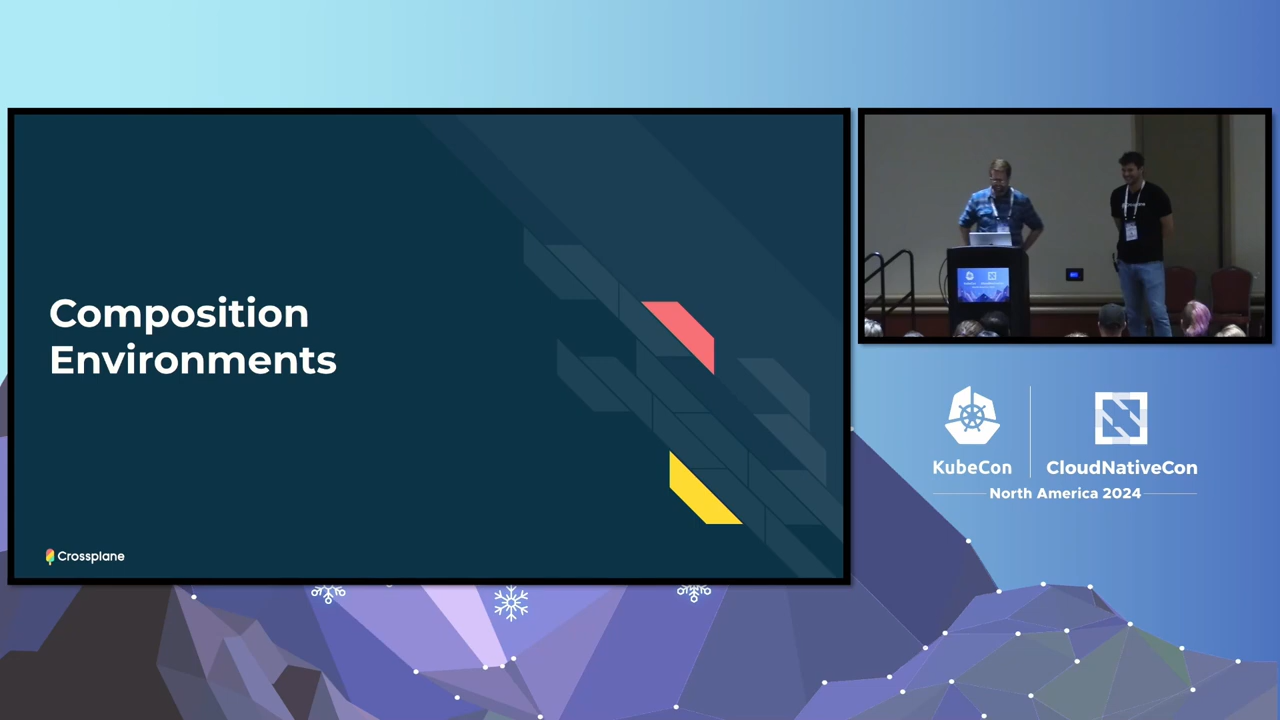 Composition
Environments
Crossplane
KubeCon
CloudNativeCon
North America 2024